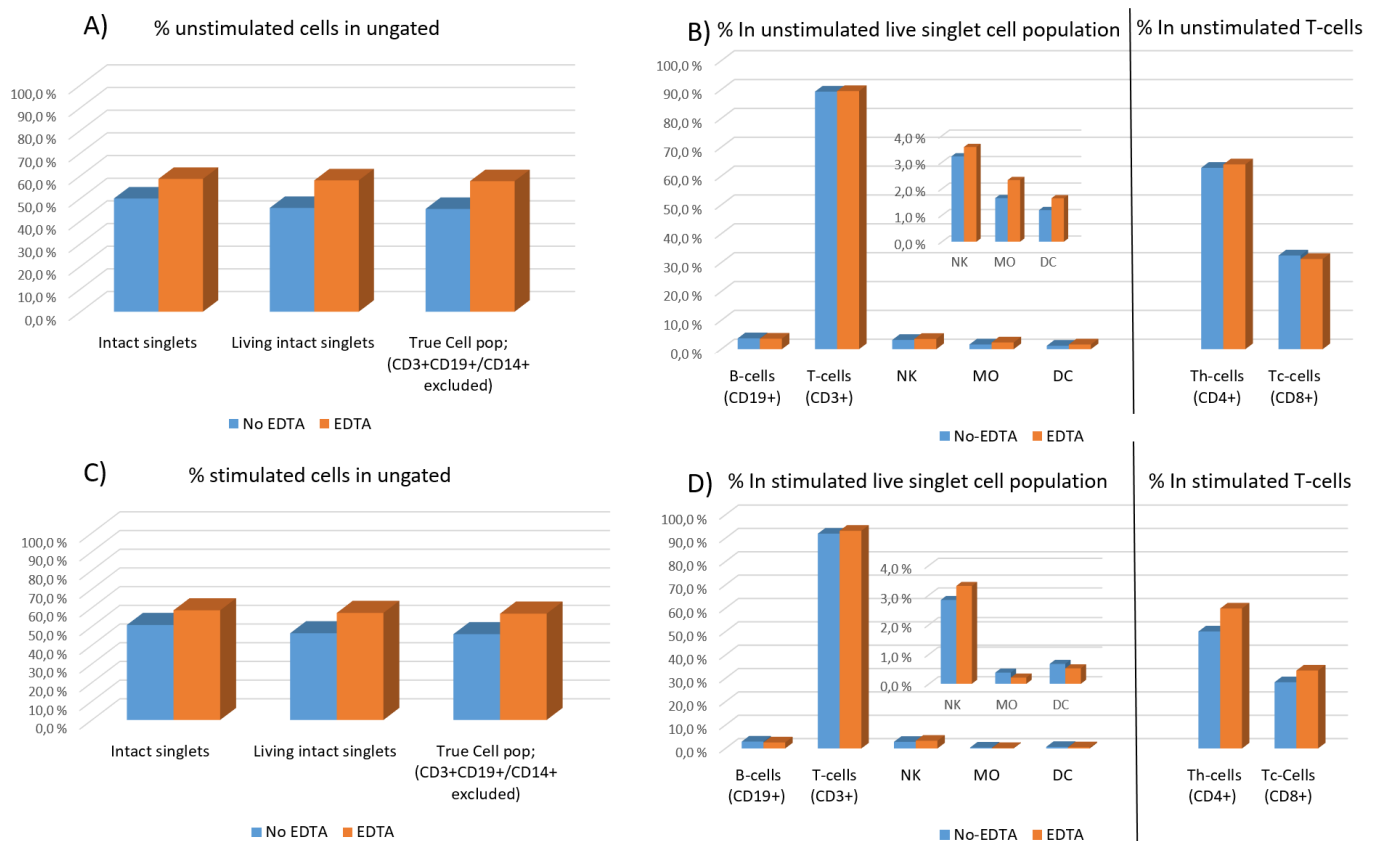 A)
% unstimulated cells in ungated
100,0 %
90,0 %
80,0 %
70,0 %
60,0 %
50,0 %
40,0 %
30,0 %
20,0 %
10,0 %
0,0 %
Intact singlets
Living intact singlets
True Cell pop;
(CD3+CD19+/CD14+
excluded)
No EDTA
EDTA
B)
% In unstimulated live singlet cell population
% In unstimulated T-cells
100,0 %
90,0 %
80,0 %
70,0 %
60,0 %
50,0 %
40,0 %
30,0 %
20,0 %
10,0 %
0,0 %
4,0 %
3,0 %
2,0 %
1,0 %
0,0 %
NK
MO
DC
B-cells
(CD19+)
T-cells
(CD3+)
NK
MO
DC
Th-cells
(CD4+)
Tc-cells
(CD8+)
No-EDTA
EDTA
C)
% stimulated cells in ungated
100,0 %
90,0 %
80,0 %
70,0 %
60,0 %
50,0 %
40,0 %
30,0 %
20,0 %
10,0 %
0,0 %
Intact singlets
Living intact singlets
True Cell pop;
(CD3+CD19+/CD14+
excluded)
No EDTA
EDTA
D)
% In stimulated live singlet cell population
% In stimulated T-cells
100,0 %
90,0 %
80,0 %
70,0 %
60,0 %
50,0 %
40,0 %
30,0 %
20,0 %
10,0 %
0,0 %
4,0 %
3,0 %
2,0 %
1,0 %
0,0 %
NK
MO
DC
B-cells
(CD19+)
T-cells
(CD3+)
NK
MO
DC
Th-cells
(CD4+)
Tc-Cells
(CD8+)
No-EDTA
EDTA